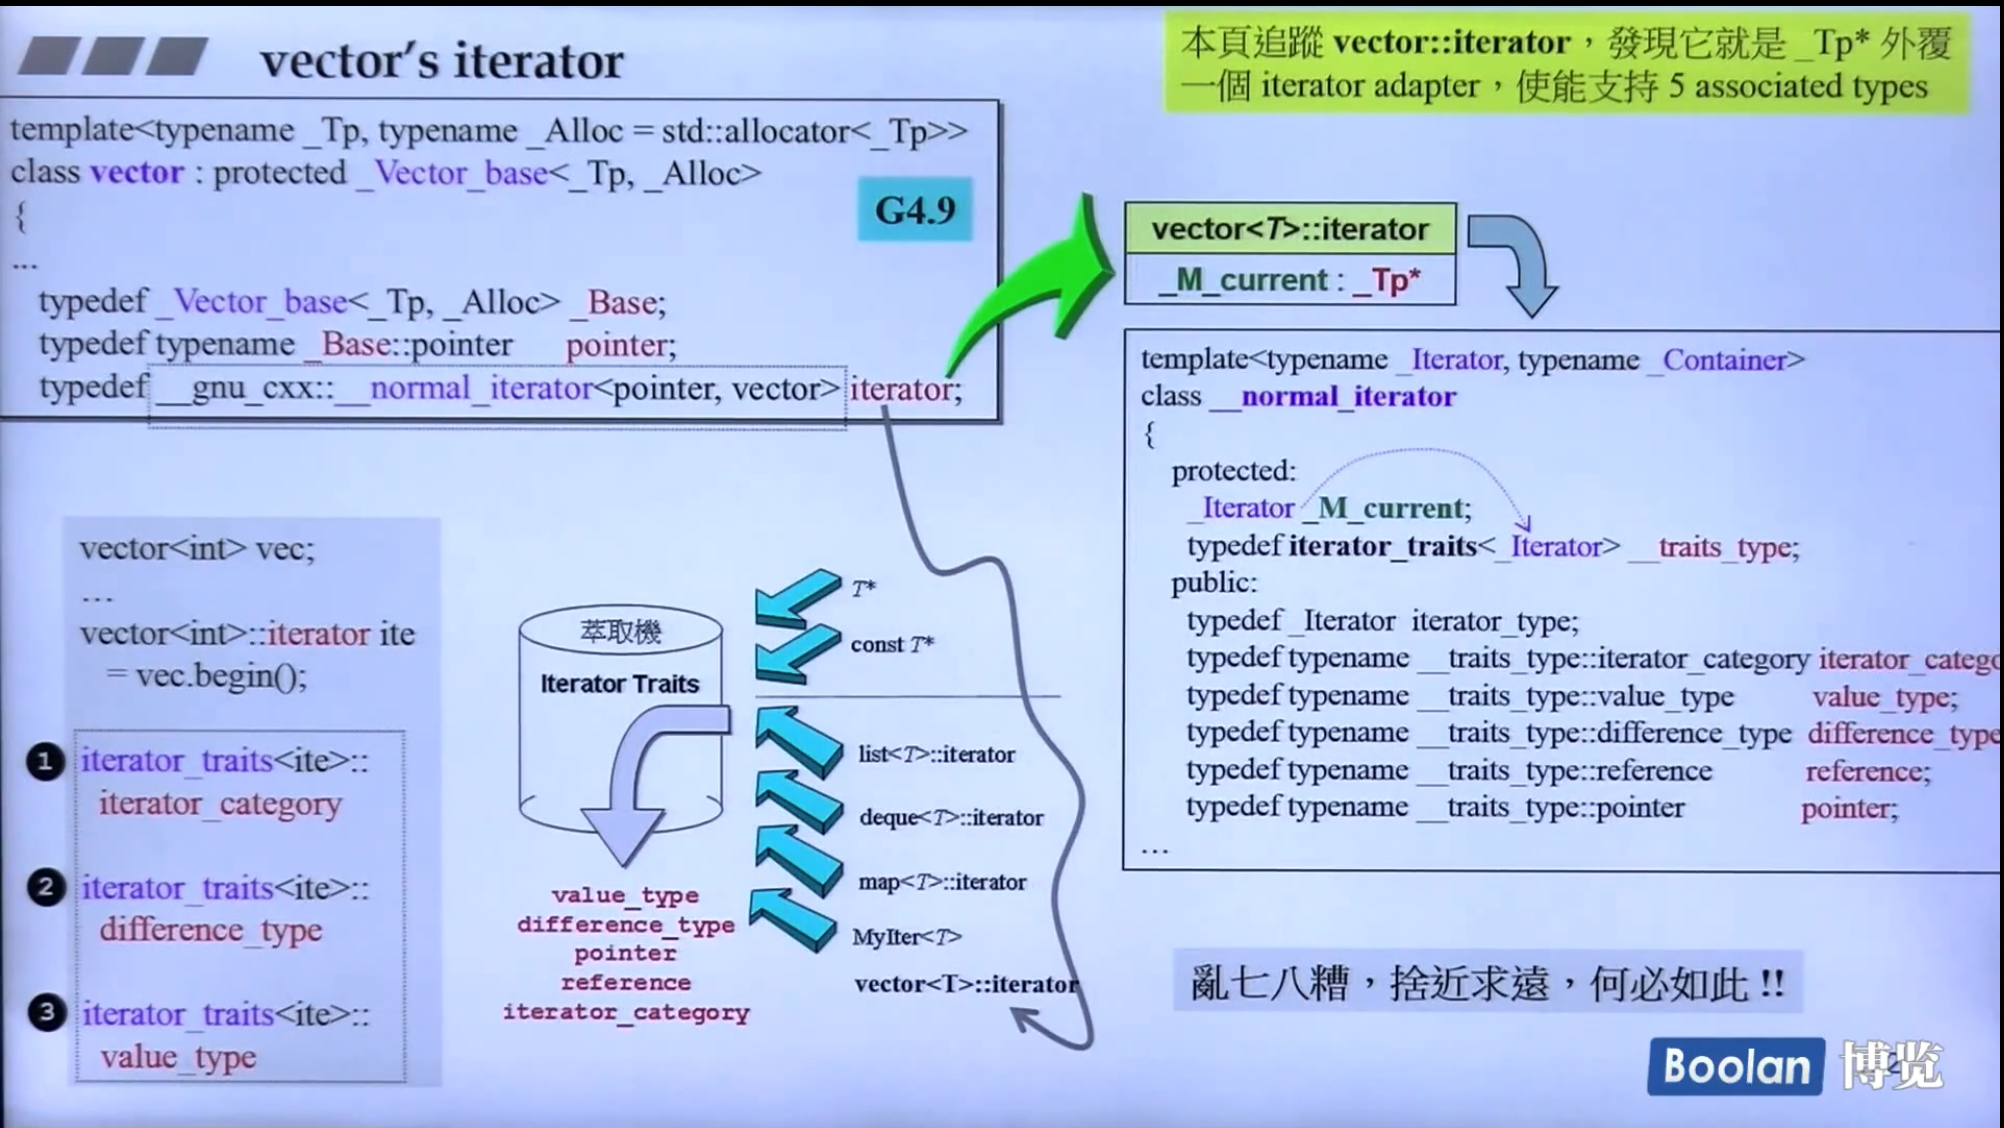 vector's iterator
本頁追蹤 vector::iterator，發現它就是 _Tp* 外覆
一個 iterator adapter，使能支持 5 associated types
template<typename _Tp, typename _Alloc = std::allocator<_Tp>>
class vector : protected _Vector_base<_Tp, _Alloc>
{
G4.9
...
typedef _Vector_base<_Tp, _Alloc> _Base;
typedef typename _Base::pointer pointer;
typedef __gnu_cxx::__normal_iterator<pointer, vector> iterator;
vector<T>::iterator
_M_current : _Tp*
template<typename _Iterator, typename _Container>
class __normal_iterator
{
protected:
_Iterator _M_current;
typedef iterator_traits<_Iterator> __traits_type;
public:
typedef _Iterator iterator_type;
typedef typename __traits_type::iterator_category iterator_catego
typedef typename __traits_type::value_type value_type;
typedef typename __traits_type::difference_type difference_type
typedef typename __traits_type::reference reference;
typedef typename __traits_type::pointer pointer;
...
vector<int> vec;
...
vector<int>::iterator ite
= vec.begin();
1 iterator_traits<ite>::
iterator_category
2 iterator_traits<ite>::
difference_type
3 iterator_traits<ite>::
value_type
萃取機
Iterator Traits
T*
const T*
list<T>::iterator
deque<T>::iterator
map<T>::iterator
MyIter<T>
vector<T>::iterator
value_type
difference_type
pointer
reference
iterator_category
亂七八糟，捨近求遠，何必如此 !!
Boolan 博览